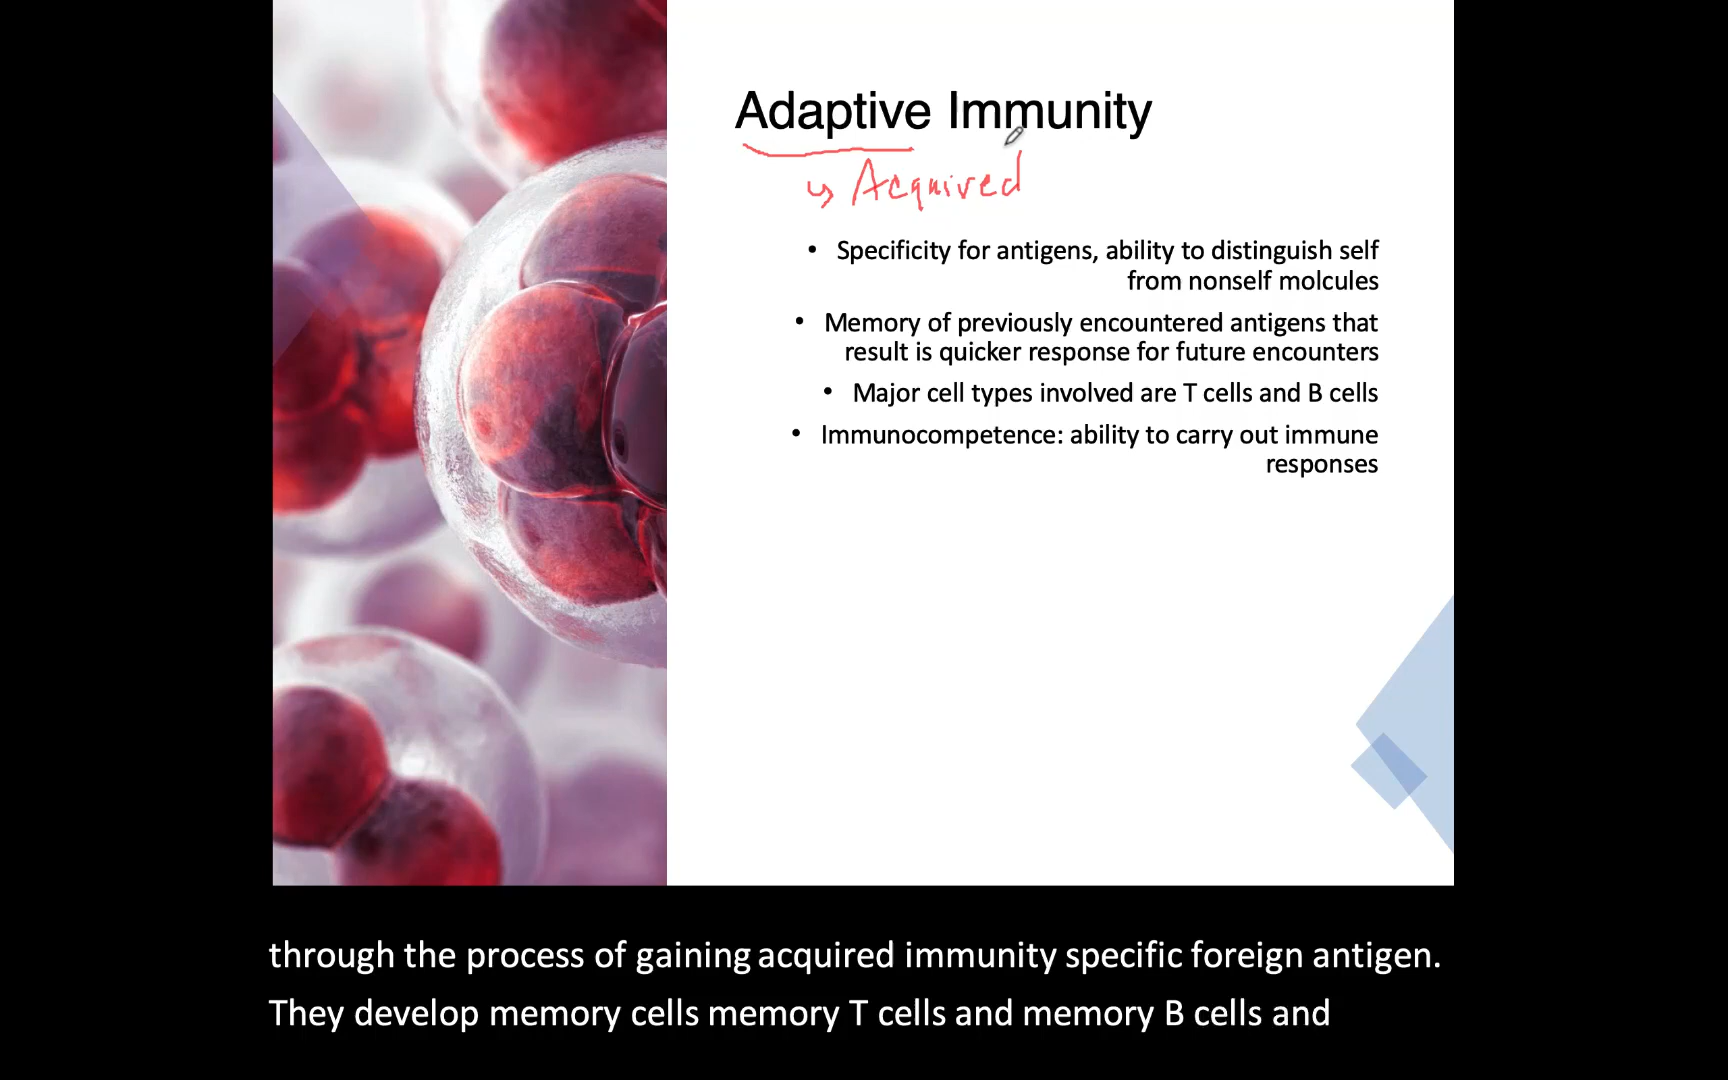 Adaptive Immunity
↳ Acquired
• Specificity for antigens, ability to distinguish self
from nonself molcules
• Memory of previously encountered antigens that
result is quicker response for future encounters
• Major cell types involved are T cells and B cells
• Immunocompetence: ability to carry out immune
responses
through the process of gaining acquired immunity specific foreign antigen.
They develop memory cells memory T cells and memory B cells and